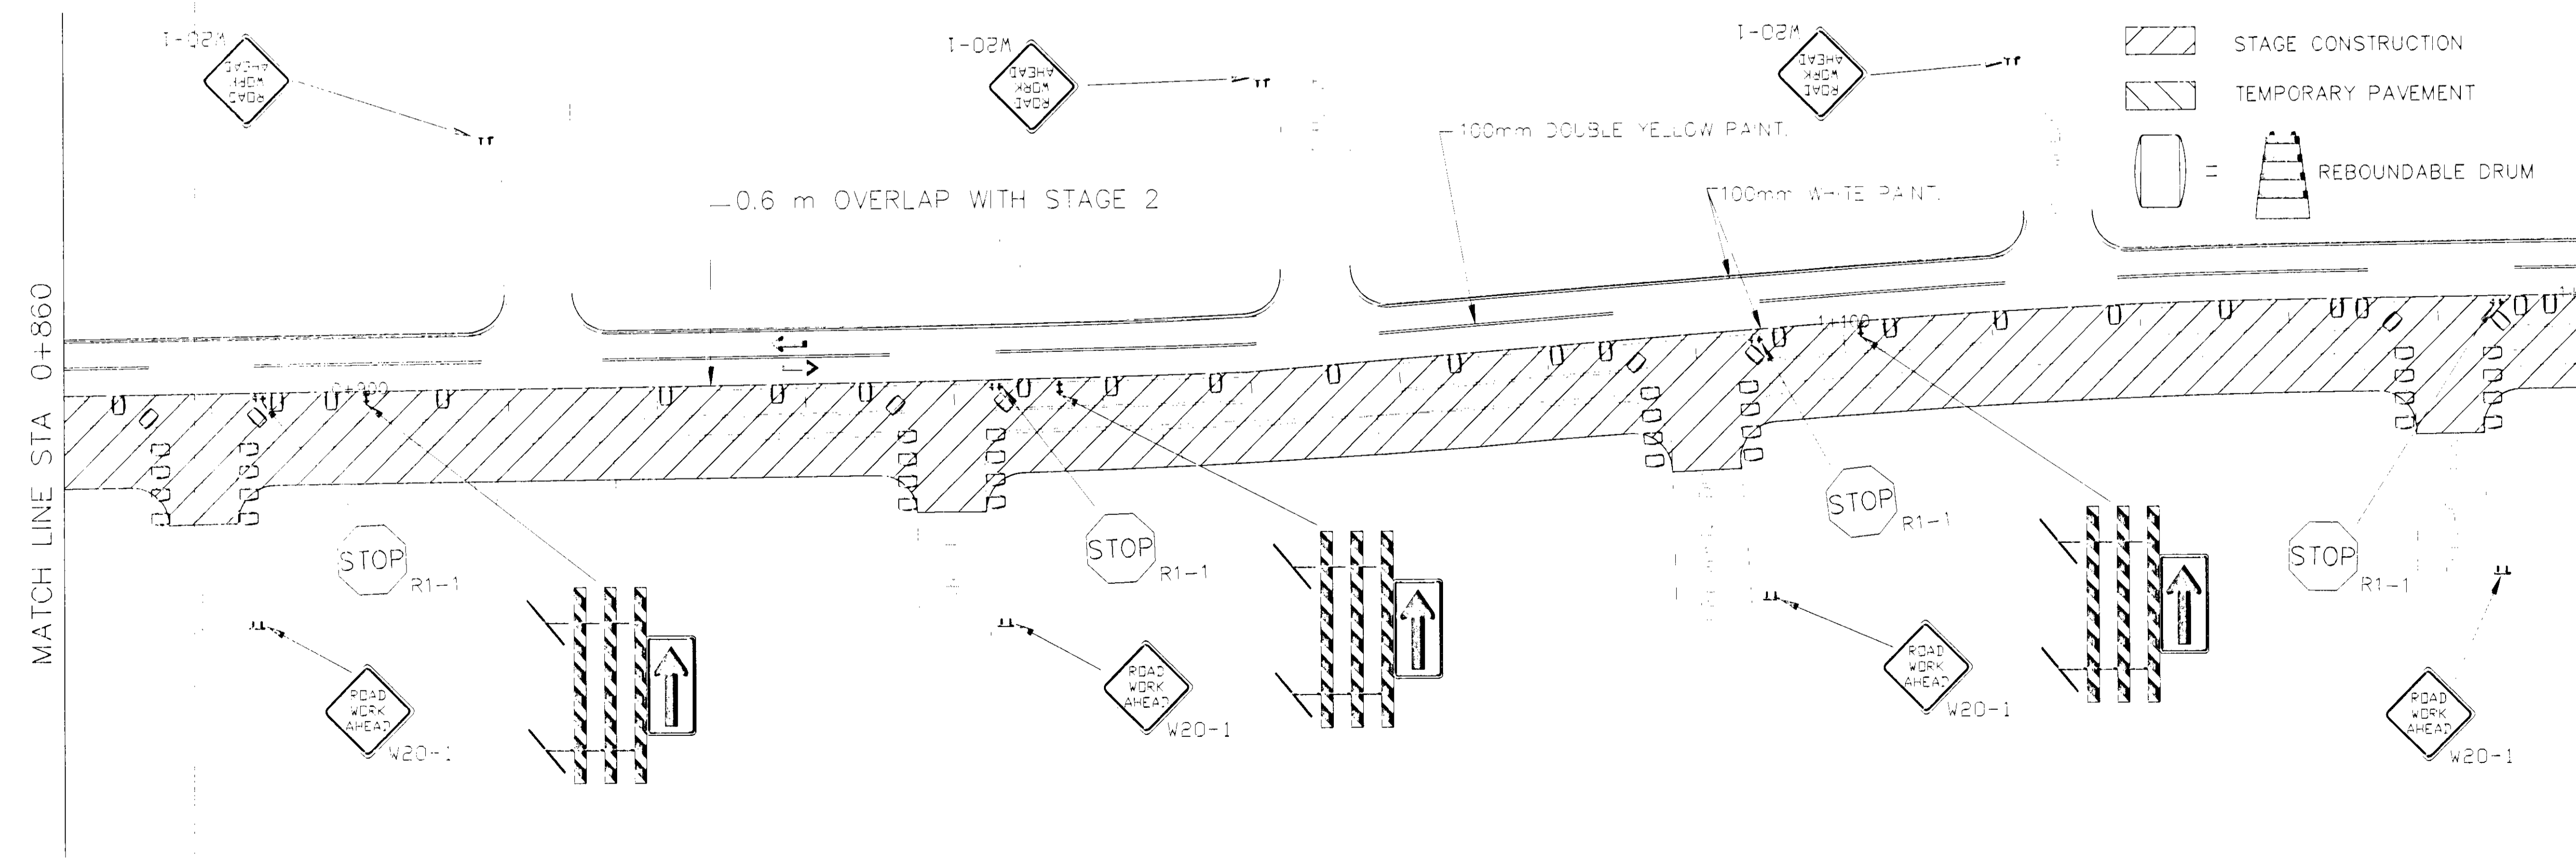 W20-1
ROAD
WORK
AHEAD
W20-1
ROAD
WORK
AHEAD
W20-1
ROAD
WORK
AHEAD
STAGE CONSTRUCTION
TEMPORARY PAVEMENT
= REBOUNDABLE DRUM
100mm DOUBLE YELLOW PAINT.
100mm WHITE PAINT.
0.6 m OVERLAP WITH STAGE 2
MATCH LINE STA 0+860
0+900
1+100
STOP
R1-1
STOP
R1-1
STOP
R1-1
STOP
R1-1
ROAD
WORK
AHEAD
W20-1
ROAD
WORK
AHEAD
W20-1
ROAD
WORK
AHEAD
W20-1
ROAD
WORK
AHEAD
W20-1